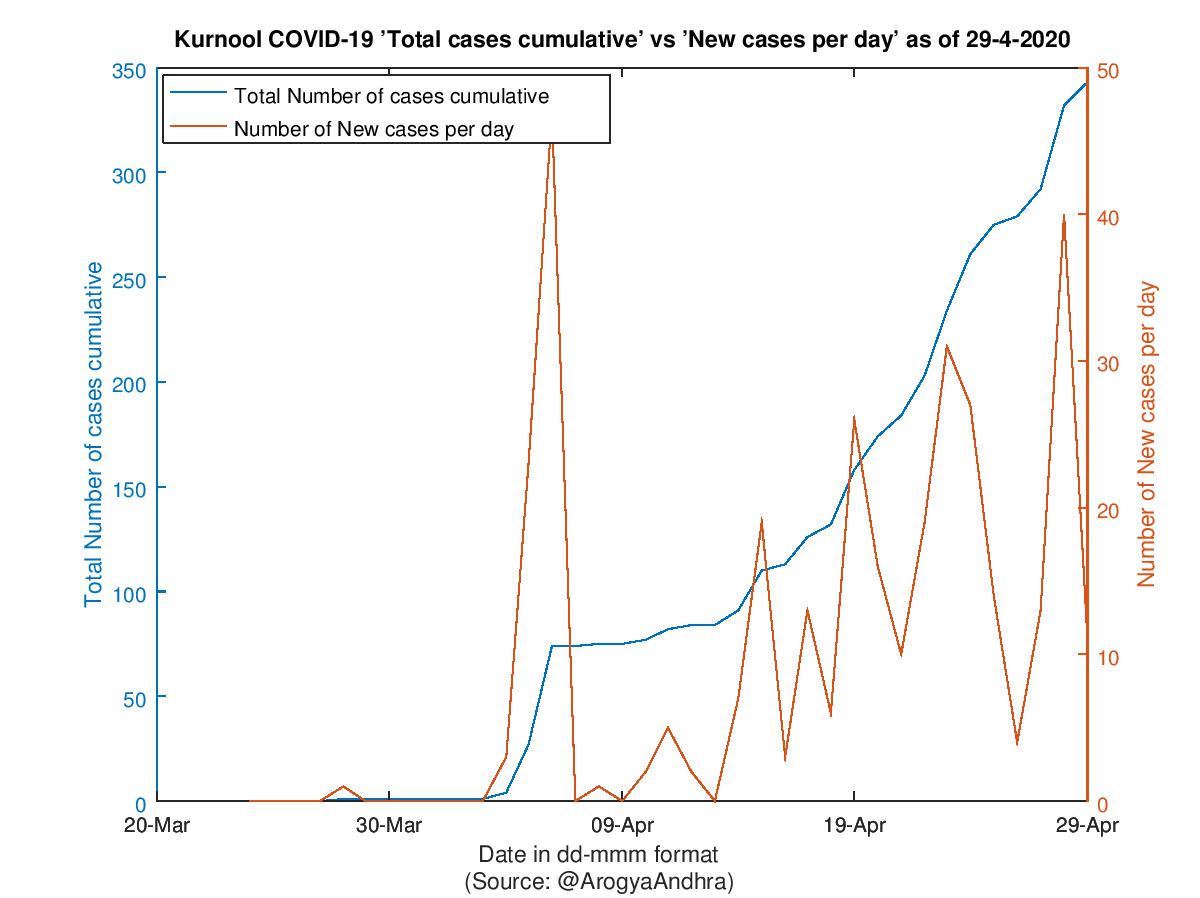 Kurnool COVID-19 ’Total cases cumulative’ vs ’New cases per day’ as of 29-4-2020
Total Number of cases cumulative
Number of New cases per day
350
300
250
200
150
100
50
0
Total Number of cases cumulative
50
40
30
20
10
0
Number of New cases per day
20-Mar 30-Mar 09-Apr 19-Apr 29-Apr
Date in dd-mmm format
(Source: @ArogyaAndhra)